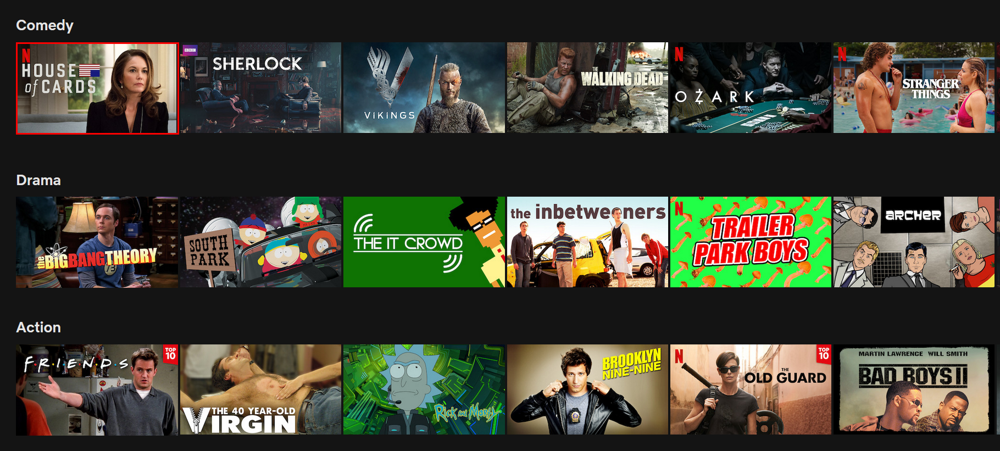 Comedy
N
HOUSE
of CARDS
BBC
SHERLOCK
VIKINGS
THE
WALKING DEAD
N
OZARK
N
STRANGER
THINGS
Drama
the BIG BANG THEORY
73
SOUTH
PARK
THE IT CROWD
the inbetweeners
N
TRAILER
PARK BOYS
ARCHER
Action
F·R·I·E·N·D·S
TOP
10
THE 40 YEAR-OLD
VIRGIN
Rick and Morty
BROOKLYN
NINE-NINE
N
TOP
10
THE
OLD GUARD
MARTIN LAWRENCE WILL SMITH
BAD BOYS II